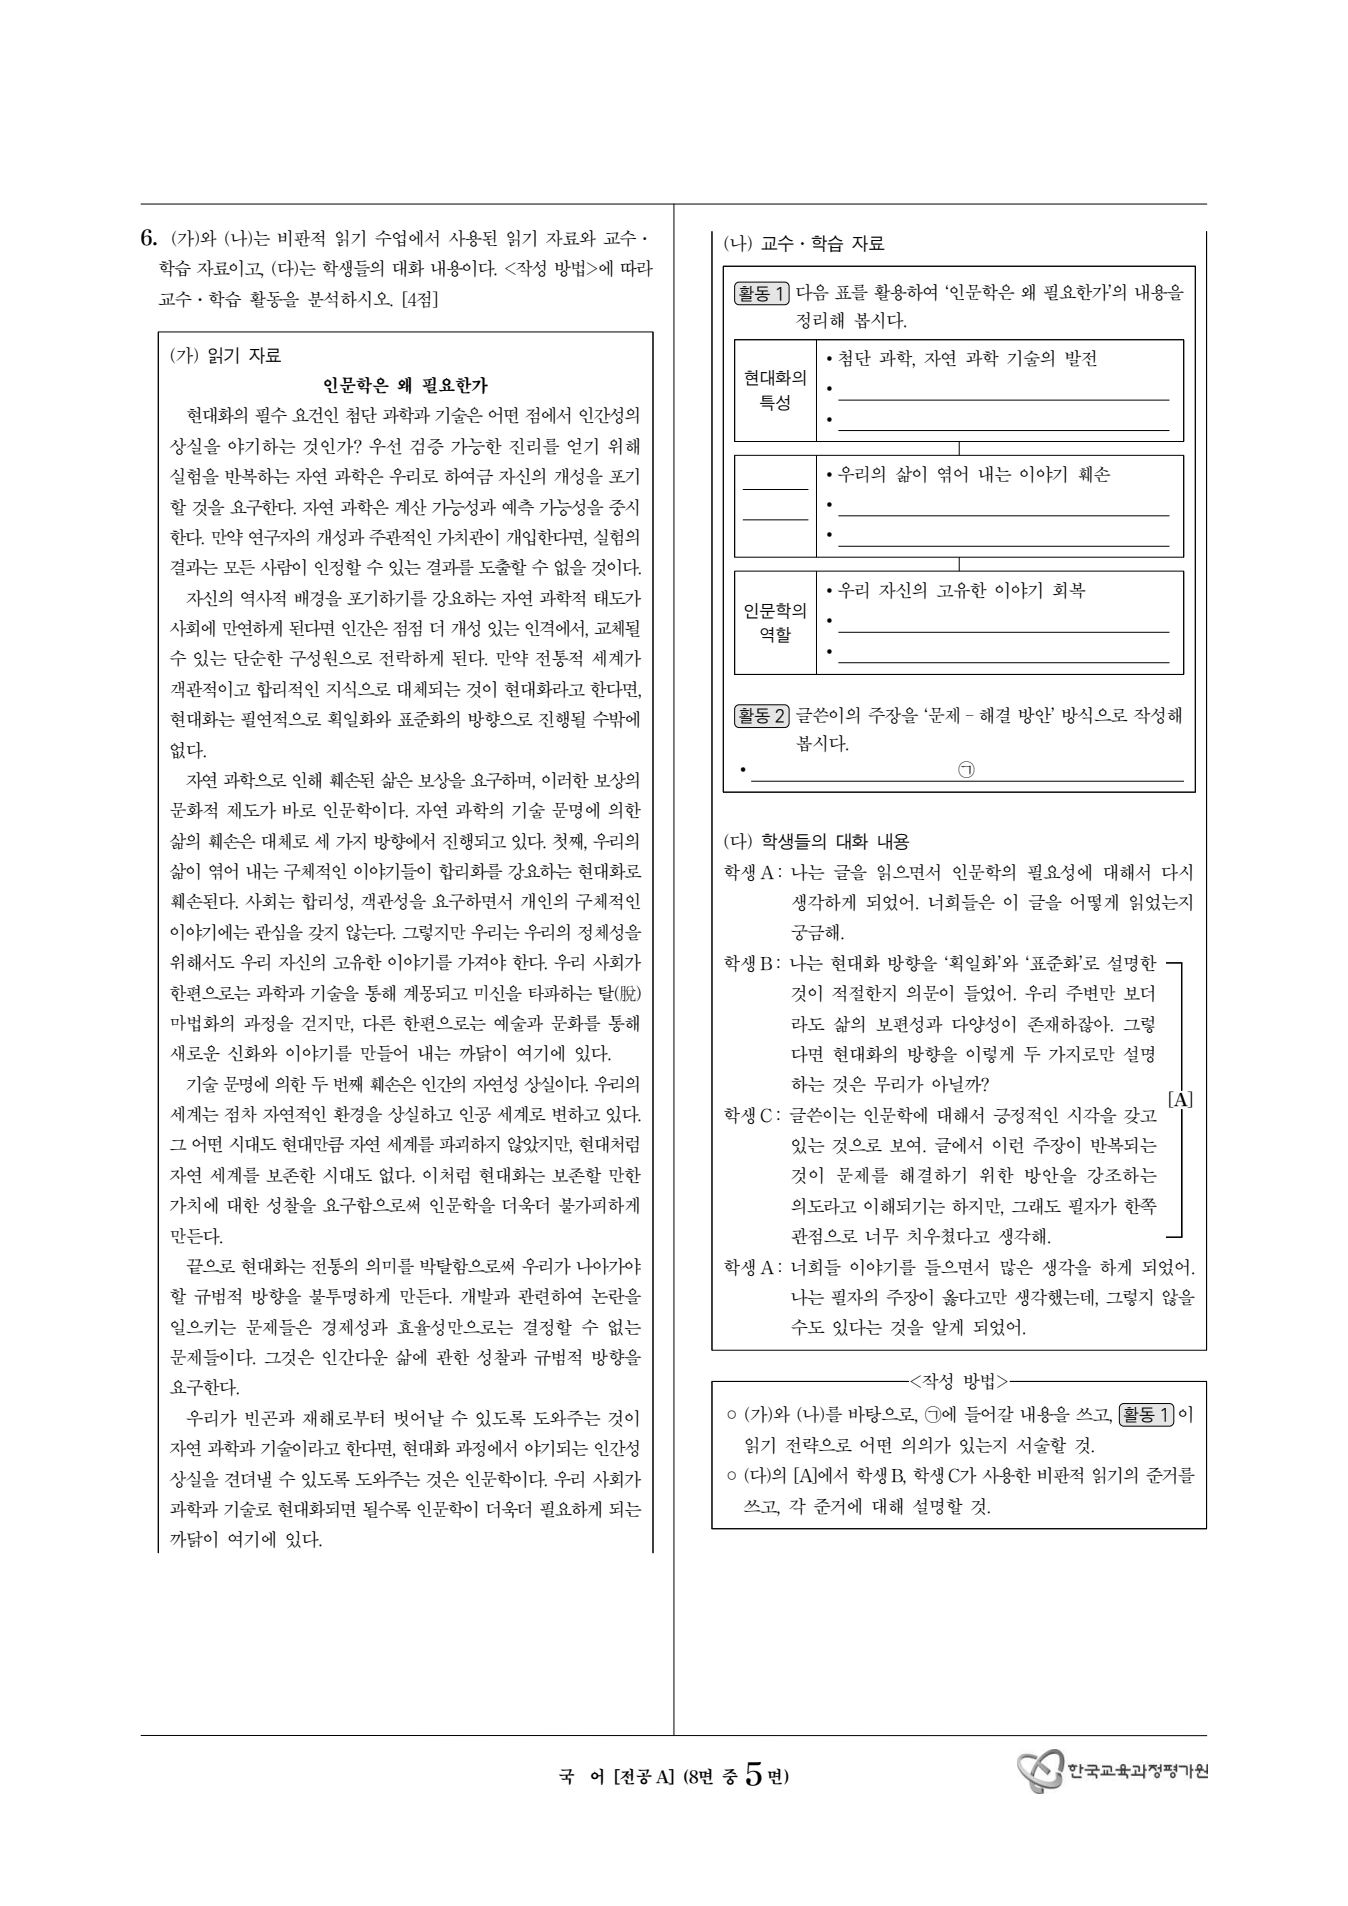 6. (가)와 (나)는 비판적 읽기 수업에서 사용된 읽기 자료와 교수·
학습 자료이고, (다)는 학생들의 대화 내용이다. <작성 방법>에 따라
교수·학습 활동을 분석하시오. [4점]
(가) 읽기 자료
인문학은 왜 필요한가
현대화의 필수 요건인 첨단 과학과 기술은 어떤 점에서 인간성의
상실을 야기하는 것인가? 우선 검증 가능한 진리를 얻기 위해
실험을 반복하는 자연 과학은 우리로 하여금 자신의 개성을 포기
할 것을 요구한다. 자연 과학은 계산 가능성과 예측 가능성을 중시
한다. 만약 연구자의 개성과 주관적인 가치관이 개입한다면, 실험의
결과는 모든 사람이 인정할 수 있는 결과를 도출할 수 없을 것이다.
자신의 역사적 배경을 포기하기를 강요하는 자연 과학적 태도가
사회에 만연하게 된다면 인간은 점점 더 개성 있는 인격에서, 교체될
수 있는 단순한 구성원으로 전락하게 된다. 만약 전통적 세계가
객관적이고 합리적인 지식으로 대체되는 것이 현대화라고 한다면,
현대화는 필연적으로 획일화와 표준화의 방향으로 진행될 수밖에
없다.
자연 과학으로 인해 훼손된 삶은 보상을 요구하며, 이러한 보상의
문화적 제도가 바로 인문학이다. 자연 과학의 기술 문명에 의한
삶의 훼손은 대체로 세 가지 방향에서 진행되고 있다. 첫째, 우리의
삶이 엮어 내는 구체적인 이야기들이 합리화를 강요하는 현대화로
훼손된다. 사회는 합리성, 객관성을 요구하면서 개인의 구체적인
이야기에는 관심을 갖지 않는다. 그렇지만 우리는 우리의 정체성을
위해서도 우리 자신의 고유한 이야기를 가져야 한다. 우리 사회가
한편으로는 과학과 기술을 통해 계몽되고 미신을 타파하는 탈(脫)
마법화의 과정을 걷지만, 다른 한편으로는 예술과 문화를 통해
새로운 신화와 이야기를 만들어 내는 까닭이 여기에 있다.
기술 문명에 의한 두 번째 훼손은 인간의 자연성 상실이다. 우리의
세계는 점차 자연적인 환경을 상실하고 인공 세계로 변하고 있다.
그 어떤 시대도 현대만큼 자연 세계를 파괴하지 않았지만, 현대처럼
자연 세계를 보존한 시대도 없다. 이처럼 현대화는 보존할 만한
가치에 대한 성찰을 요구함으로써 인문학을 더욱더 불가피하게
만든다.
끝으로 현대화는 전통의 의미를 박탈함으로써 우리가 나아가야
할 규범적 방향을 불투명하게 만든다. 개발과 관련하여 논란을
일으키는 문제들은 경제성과 효율성만으로는 결정할 수 없는
문제들이다. 그것은 인간다운 삶에 관한 성찰과 규범적 방향을
요구한다.
우리가 빈곤과 재해로부터 벗어날 수 있도록 도와주는 것이
자연 과학과 기술이라고 한다면, 현대화 과정에서 야기되는 인간성
상실을 견뎌낼 수 있도록 도와주는 것은 인문학이다. 우리 사회가
과학과 기술로 현대화되면 될수록 인문학이 더욱더 필요하게 되는
까닭이 여기에 있다.
(나) 교수·학습 자료
활동 1 다음 표를 활용하여 ‘인문학은 왜 필요한가’의 내용을
정리해 봅시다.
현대화의
특성
• 첨단 과학, 자연 과학 기술의 발전
•
•
• 우리의 삶이 엮어 내는 이야기 훼손
•
•
인문학의
역할
• 우리 자신의 고유한 이야기 회복
•
•
활동 2 글쓴이의 주장을 ‘문제 – 해결 방안’ 방식으로 작성해
봅시다.
• ㉠
(다) 학생들의 대화 내용
학생 A : 나는 글을 읽으면서 인문학의 필요성에 대해서 다시
생각하게 되었어. 너희들은 이 글을 어떻게 읽었는지
궁금해.
학생 B : 나는 현대화 방향을 ‘획일화’와 ‘표준화’로 설명한
것이 적절한지 의문이 들었어. 우리 주변만 보더
라도 삶의 보편성과 다양성이 존재하잖아. 그렇
다면 현대화의 방향을 이렇게 두 가지로만 설명
하는 것은 무리가 아닐까?
[A]
학생 C : 글쓴이는 인문학에 대해서 긍정적인 시각을 갖고
있는 것으로 보여. 글에서 이런 주장이 반복되는
것이 문제를 해결하기 위한 방안을 강조하는
의도라고 이해되기는 하지만, 그래도 필자가 한쪽
관점으로 너무 치우쳤다고 생각해.
학생 A : 너희들 이야기를 들으면서 많은 생각을 하게 되었어.
나는 필자의 주장이 옳다고만 생각했는데, 그렇지 않을
수도 있다는 것을 알게 되었어.
<작성 방법>
○ (가)와 (나)를 바탕으로, ㉠에 들어갈 내용을 쓰고, 활동 1 이
읽기 전략으로 어떤 의의가 있는지 서술할 것.
○ (다)의 [A]에서 학생 B, 학생 C가 사용한 비판적 읽기의 준거를
쓰고, 각 준거에 대해 설명할 것.
국 어 [전공 A] (8면 중 5 면)
한국교육과정평가원